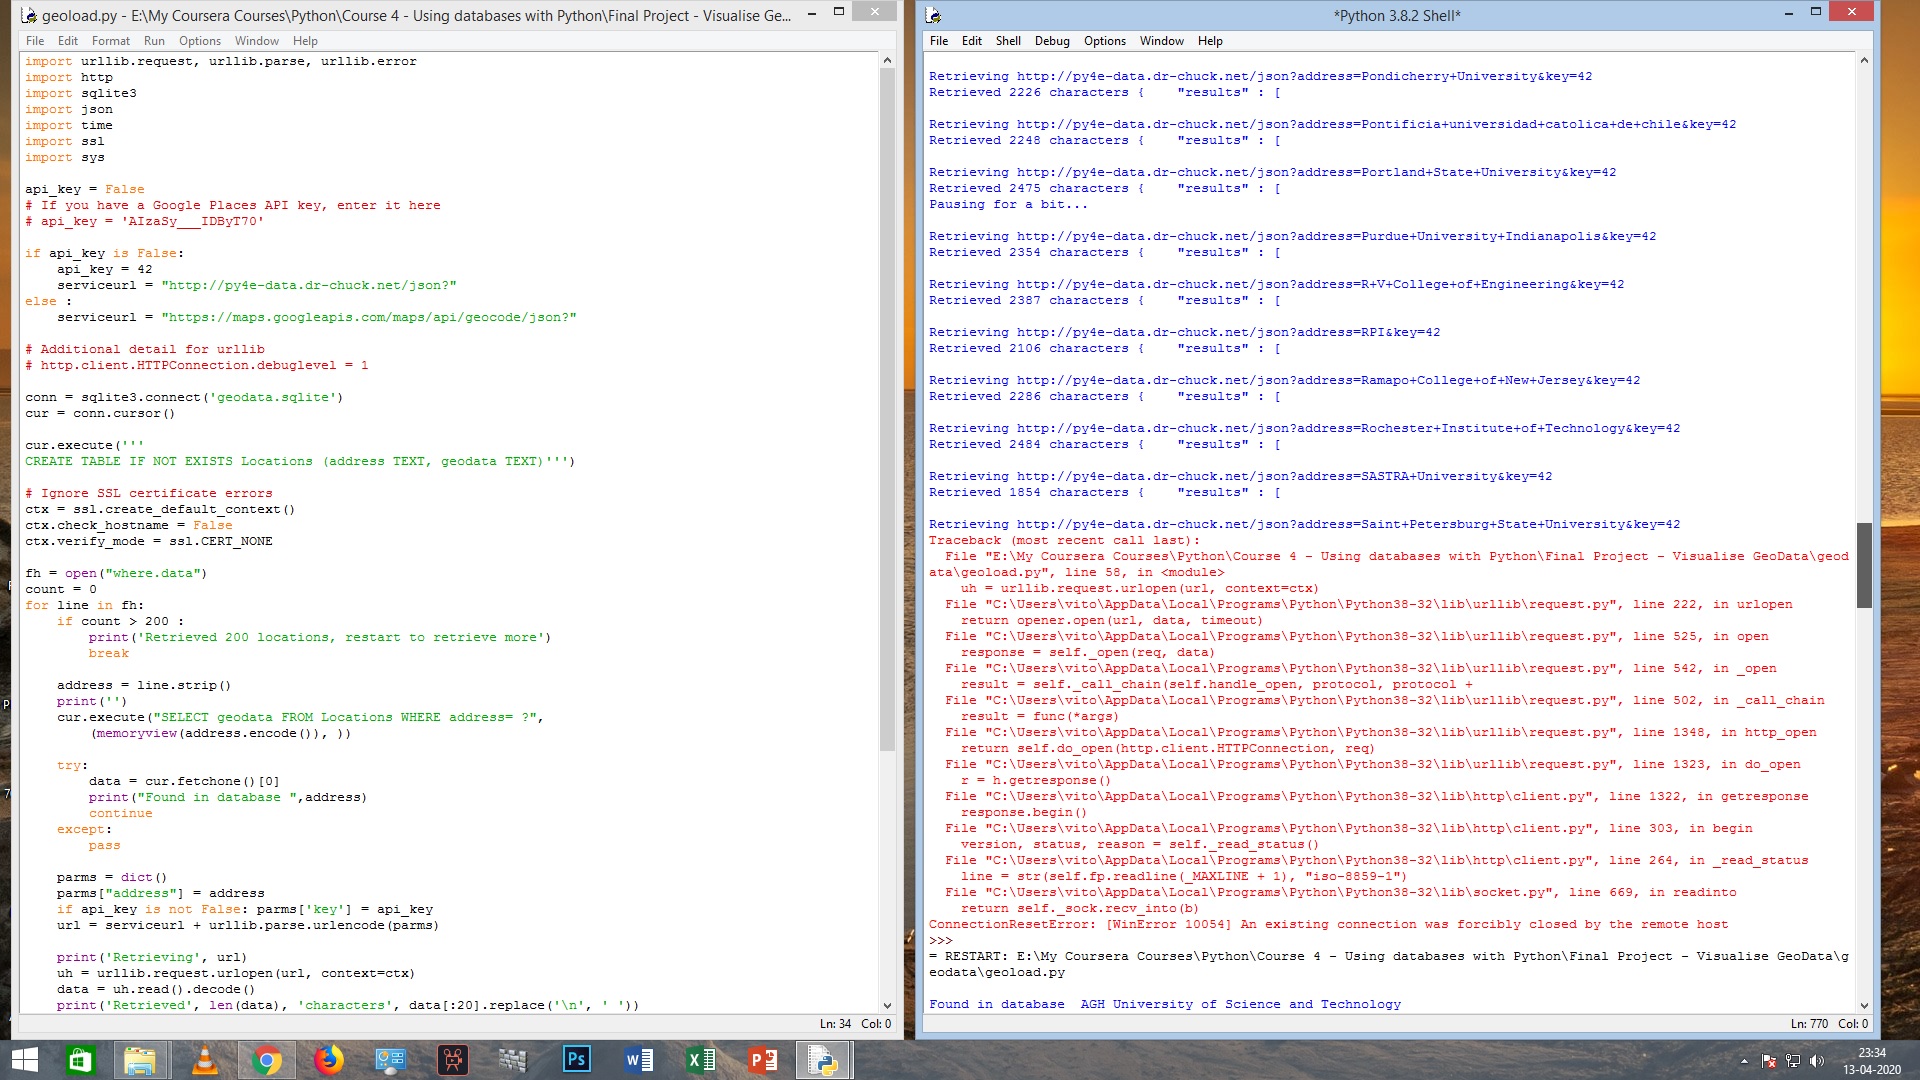 geoload.py - E:\My Coursera Courses\Python\Course 4 - Using databases with Python\Final Project - Visualise Ge...
File Edit Format Run Options Window Help
import urllib.request, urllib.parse, urllib.error
import http
import sqlite3
import json
import time
import ssl
import sys

api_key = False
# If you have a Google Places API key, enter it here
# api_key = 'AIzaSy___IDByT70'

if api_key is False:
    api_key = 42
    serviceurl = "http://py4e-data.dr-chuck.net/json?"
else :
    serviceurl = "https://maps.googleapis.com/maps/api/geocode/json?"

# Additional detail for urllib
# http.client.HTTPConnection.debuglevel = 1

conn = sqlite3.connect('geodata.sqlite')
cur = conn.cursor()

cur.execute('''
CREATE TABLE IF NOT EXISTS Locations (address TEXT, geodata TEXT)''')

# Ignore SSL certificate errors
ctx = ssl.create_default_context()
ctx.check_hostname = False
ctx.verify_mode = ssl.CERT_NONE

fh = open("where.data")
count = 0
for line in fh:
    if count > 200 :
        print('Retrieved 200 locations, restart to retrieve more')
        break

    address = line.strip()
    print('')
    cur.execute("SELECT geodata FROM Locations WHERE address= ?",
        (memoryview(address.encode()), ))

    try:
        data = cur.fetchone()[0]
        print("Found in database ",address)
        continue
    except:
        pass

    parms = dict()
    parms["address"] = address
    if api_key is not False: parms['key'] = api_key
    url = serviceurl + urllib.parse.urlencode(parms)

    print('Retrieving', url)
    uh = urllib.request.urlopen(url, context=ctx)
    data = uh.read().decode()
    print('Retrieved', len(data), 'characters', data[:20].replace('\n', ' '))
Ln: 34 Col: 0
*Python 3.8.2 Shell*
File Edit Shell Debug Options Window Help
Retrieving http://py4e-data.dr-chuck.net/json?address=Pondicherry+University&key=42
Retrieved 2226 characters {    "results" : [

Retrieving http://py4e-data.dr-chuck.net/json?address=Pontificia+universidad+catolica+de+chile&key=42
Retrieved 2248 characters {    "results" : [

Retrieving http://py4e-data.dr-chuck.net/json?address=Portland+State+University&key=42
Retrieved 2475 characters {    "results" : [
Pausing for a bit...

Retrieving http://py4e-data.dr-chuck.net/json?address=Purdue+University+Indianapolis&key=42
Retrieved 2354 characters {    "results" : [

Retrieving http://py4e-data.dr-chuck.net/json?address=R+V+College+of+Engineering&key=42
Retrieved 2387 characters {    "results" : [

Retrieving http://py4e-data.dr-chuck.net/json?address=RPI&key=42
Retrieved 2106 characters {    "results" : [

Retrieving http://py4e-data.dr-chuck.net/json?address=Ramapo+College+of+New+Jersey&key=42
Retrieved 2286 characters {    "results" : [

Retrieving http://py4e-data.dr-chuck.net/json?address=Rochester+Institute+of+Technology&key=42
Retrieved 2484 characters {    "results" : [

Retrieving http://py4e-data.dr-chuck.net/json?address=SASTRA+University&key=42
Retrieved 1854 characters {    "results" : [

Retrieving http://py4e-data.dr-chuck.net/json?address=Saint+Petersburg+State+University&key=42
Traceback (most recent call last):
  File "E:\My Coursera Courses\Python\Course 4 - Using databases with Python\Final Project - Visualise GeoData\geod
ata\geoload.py", line 58, in <module>
    uh = urllib.request.urlopen(url, context=ctx)
  File "C:\Users\vito\AppData\Local\Programs\Python\Python38-32\lib\urllib\request.py", line 222, in urlopen
    return opener.open(url, data, timeout)
  File "C:\Users\vito\AppData\Local\Programs\Python\Python38-32\lib\urllib\request.py", line 525, in open
    response = self._open(req, data)
  File "C:\Users\vito\AppData\Local\Programs\Python\Python38-32\lib\urllib\request.py", line 542, in _open
    result = self._call_chain(self.handle_open, protocol, protocol +
  File "C:\Users\vito\AppData\Local\Programs\Python\Python38-32\lib\urllib\request.py", line 502, in _call_chain
    result = func(*args)
  File "C:\Users\vito\AppData\Local\Programs\Python\Python38-32\lib\urllib\request.py", line 1348, in http_open
    return self.do_open(http.client.HTTPConnection, req)
  File "C:\Users\vito\AppData\Local\Programs\Python\Python38-32\lib\urllib\request.py", line 1323, in do_open
    r = h.getresponse()
  File "C:\Users\vito\AppData\Local\Programs\Python\Python38-32\lib\http\client.py", line 1322, in getresponse
    response.begin()
  File "C:\Users\vito\AppData\Local\Programs\Python\Python38-32\lib\http\client.py", line 303, in begin
    version, status, reason = self._read_status()
  File "C:\Users\vito\AppData\Local\Programs\Python\Python38-32\lib\http\client.py", line 264, in _read_status
    line = str(self.fp.readline(_MAXLINE + 1), "iso-8859-1")
  File "C:\Users\vito\AppData\Local\Programs\Python\Python38-32\lib\socket.py", line 669, in readinto
    return self._sock.recv_into(b)
ConnectionResetError: [WinError 10054] An existing connection was forcibly closed by the remote host
>>>
= RESTART: E:\My Coursera Courses\Python\Course 4 - Using databases with Python\Final Project - Visualise GeoData\g
eodata\geoload.py

Found in database  AGH University of Science and Technology
Ln: 770 Col: 0
23:34
13-04-2020